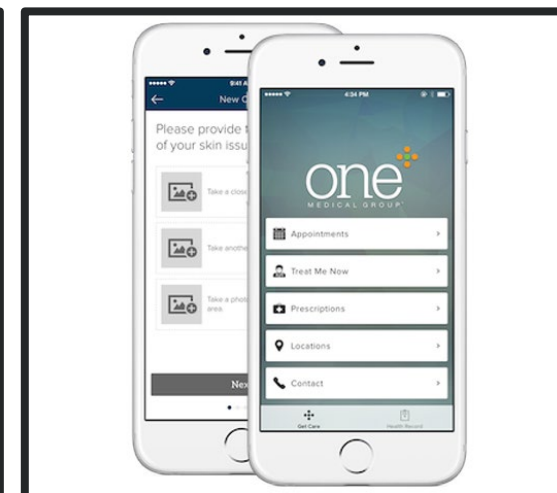 9:41 A
New C
Please provide t
of your skin issu
Take a close
Take anothe
Take a photo
area.
Nex
4:34 PM
one
MEDICAL GROUP
Appointments
Treat Me Now
Prescriptions
Locations
Contact
Get Care
Health Record